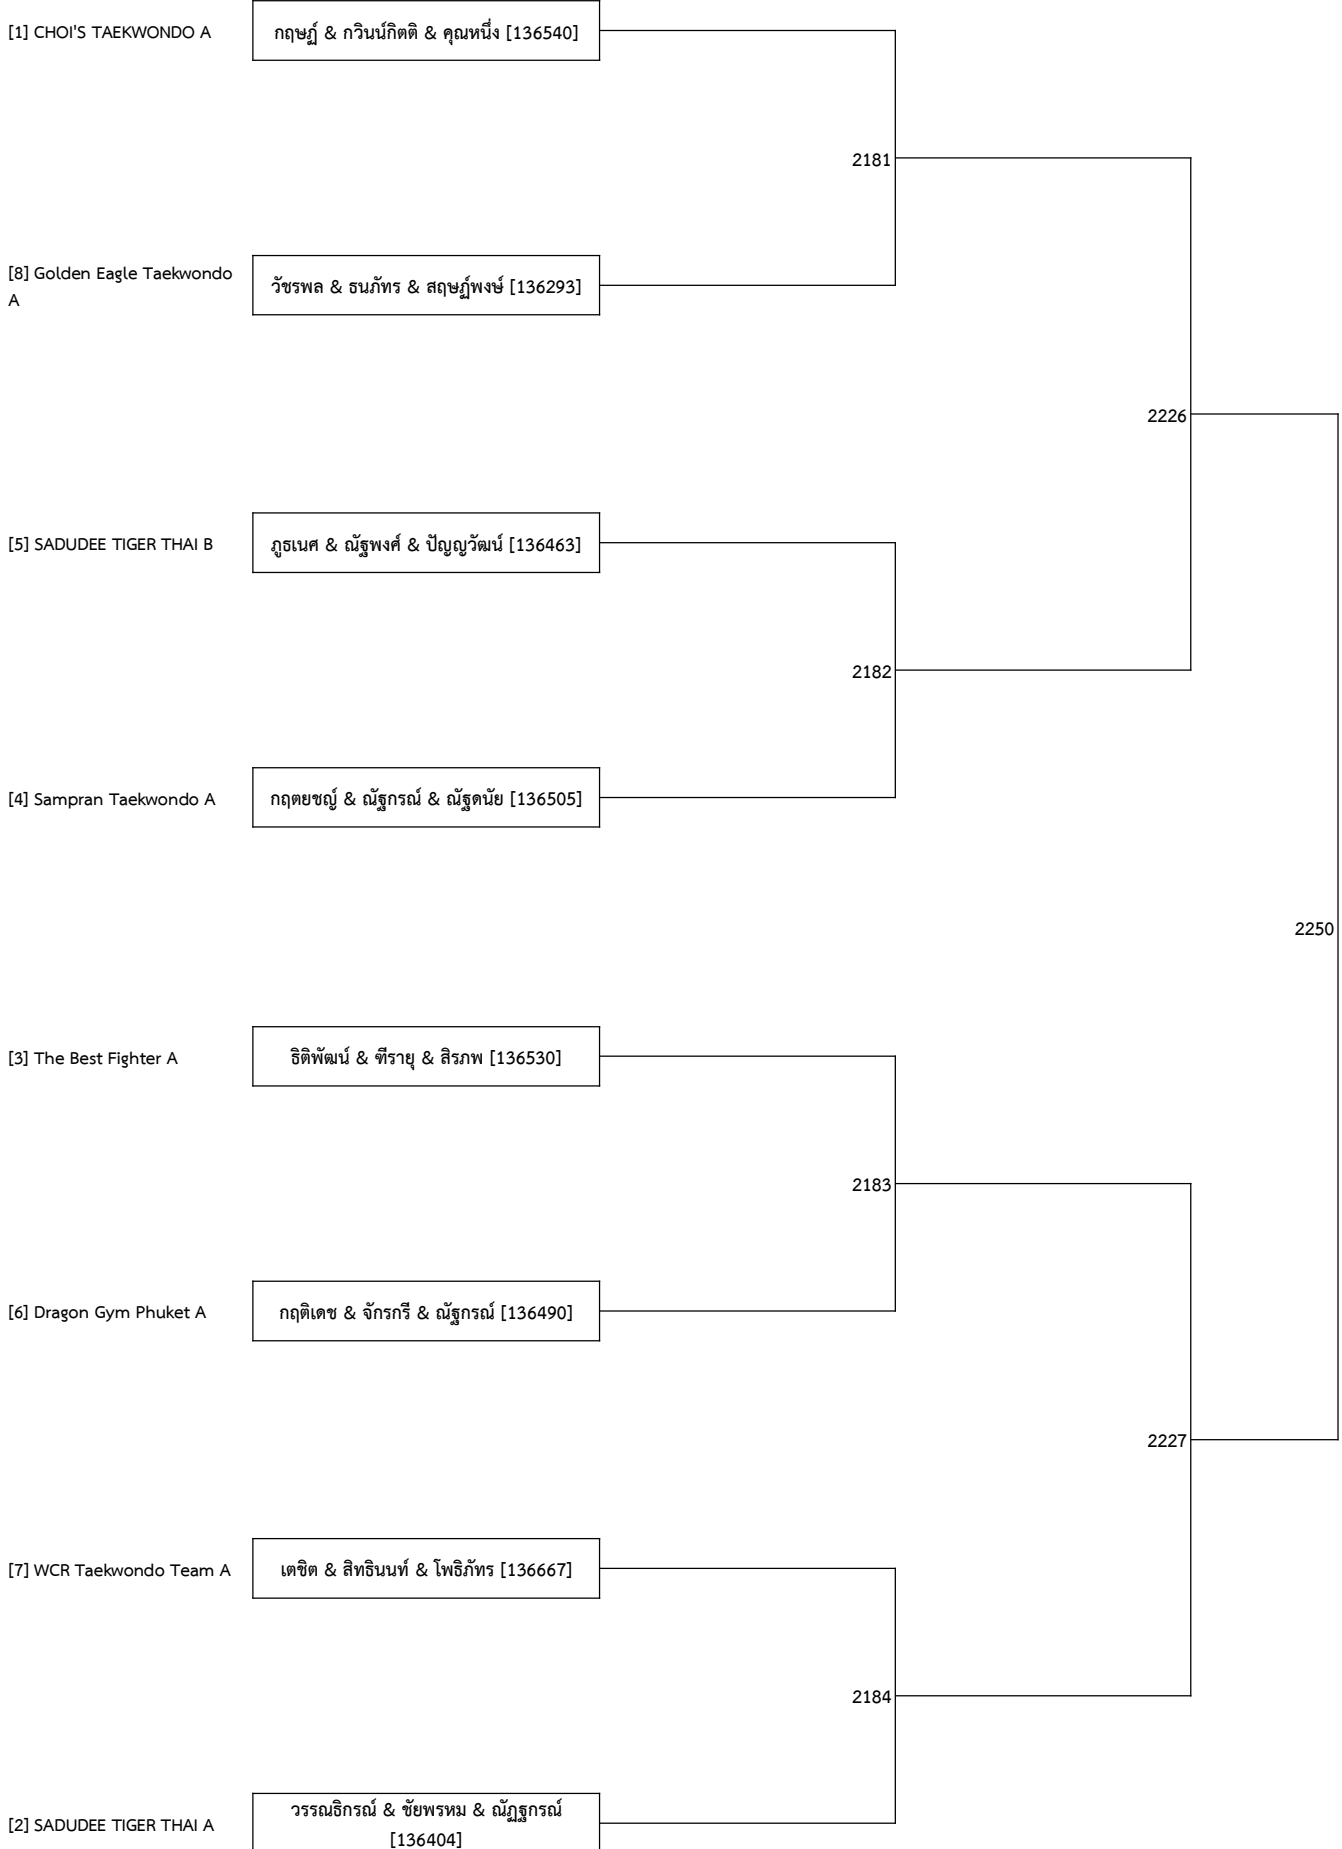 [1] CHOI'S TAEKWONDO A
กฤษฏ์ & กวินน์กิตติ & คุณหนึ่ง [136540]
2181
[8] Golden Eagle Taekwondo
A
วัชรพล & ธนภัทร & สฤษฏ์พงษ์ [136293]
2226
[5] SADUDEE TIGER THAI B
ภูธเนศ & ณัฐพงศ์ & ปัญญวัฒน์ [136463]
2182
[4] Sampran Taekwondo A
กฤตยชญ์ & ณัฐกรณ์ & ณัฐดนัย [136505]
2250
[3] The Best Fighter A
ธิติพัฒน์ & ฑีรายุ & สิรภพ [136530]
2183
[6] Dragon Gym Phuket A
กฤติเดช & จักรกรี & ณัฐกรณ์ [136490]
2227
[7] WCR Taekwondo Team A
เตชิต & สิทธินนท์ & โพธิภัทร [136667]
2184
[2] SADUDEE TIGER THAI A
วรรณธิกรณ์ & ชัยพรหม & ณัฏฐกรณ์
[136404]